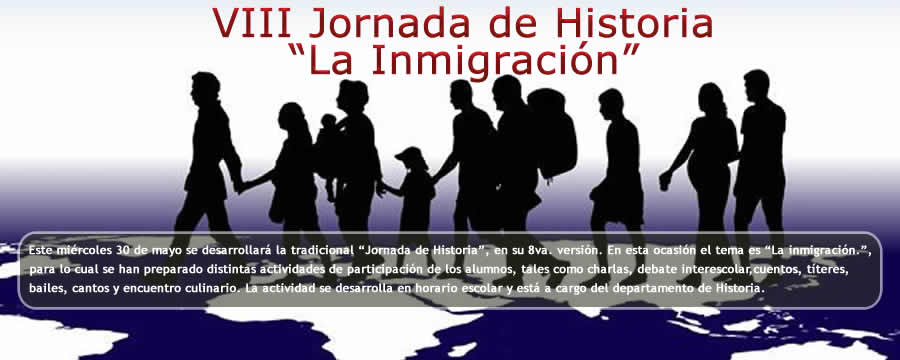 VIII Jornada de Historia
“La Inmigración”
Este miércoles 30 de mayo se desarrollará la tradicional “Jornada de Historia”, en su 8va. versión. En esta ocasión el tema es “La inmigración.”,
para lo cual se han preparado distintas actividades de participación de los alumnos, tales como charlas, debate interescolar,cuentos, títeres,
bailes, cantos y encuentro culinario. La actividad se desarrolla en horario escolar y está a cargo del departamento de Historia.